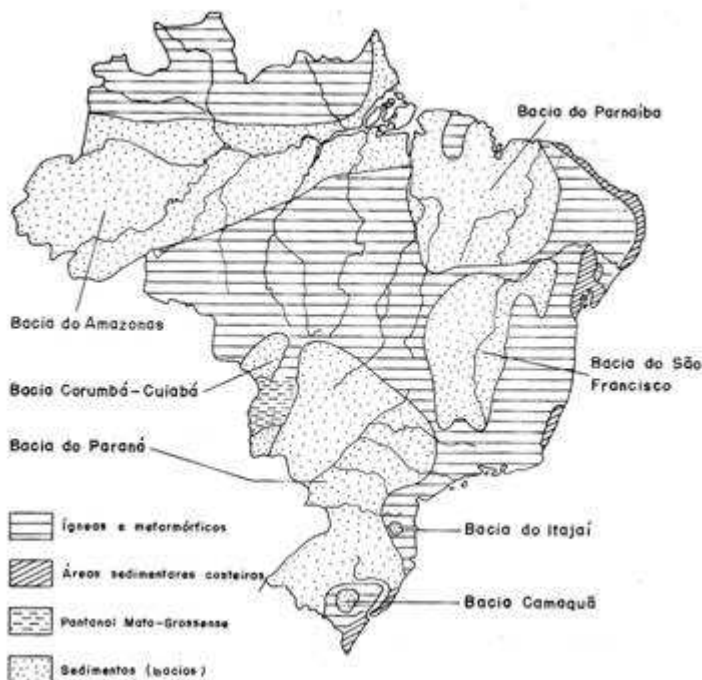 Bacia do Parnaíba
Bacia do Amazonas
Bacia do São
Francisco
Bacia Corumbá-Cuiabá
Bacia do Paraná
Ígneas e metamórficos
Bacia do Itajaí
Áreas sedimentares costeiras
Bacia Camaquã
Pantanal Mato-Grossense
Sedimentos (bacias)